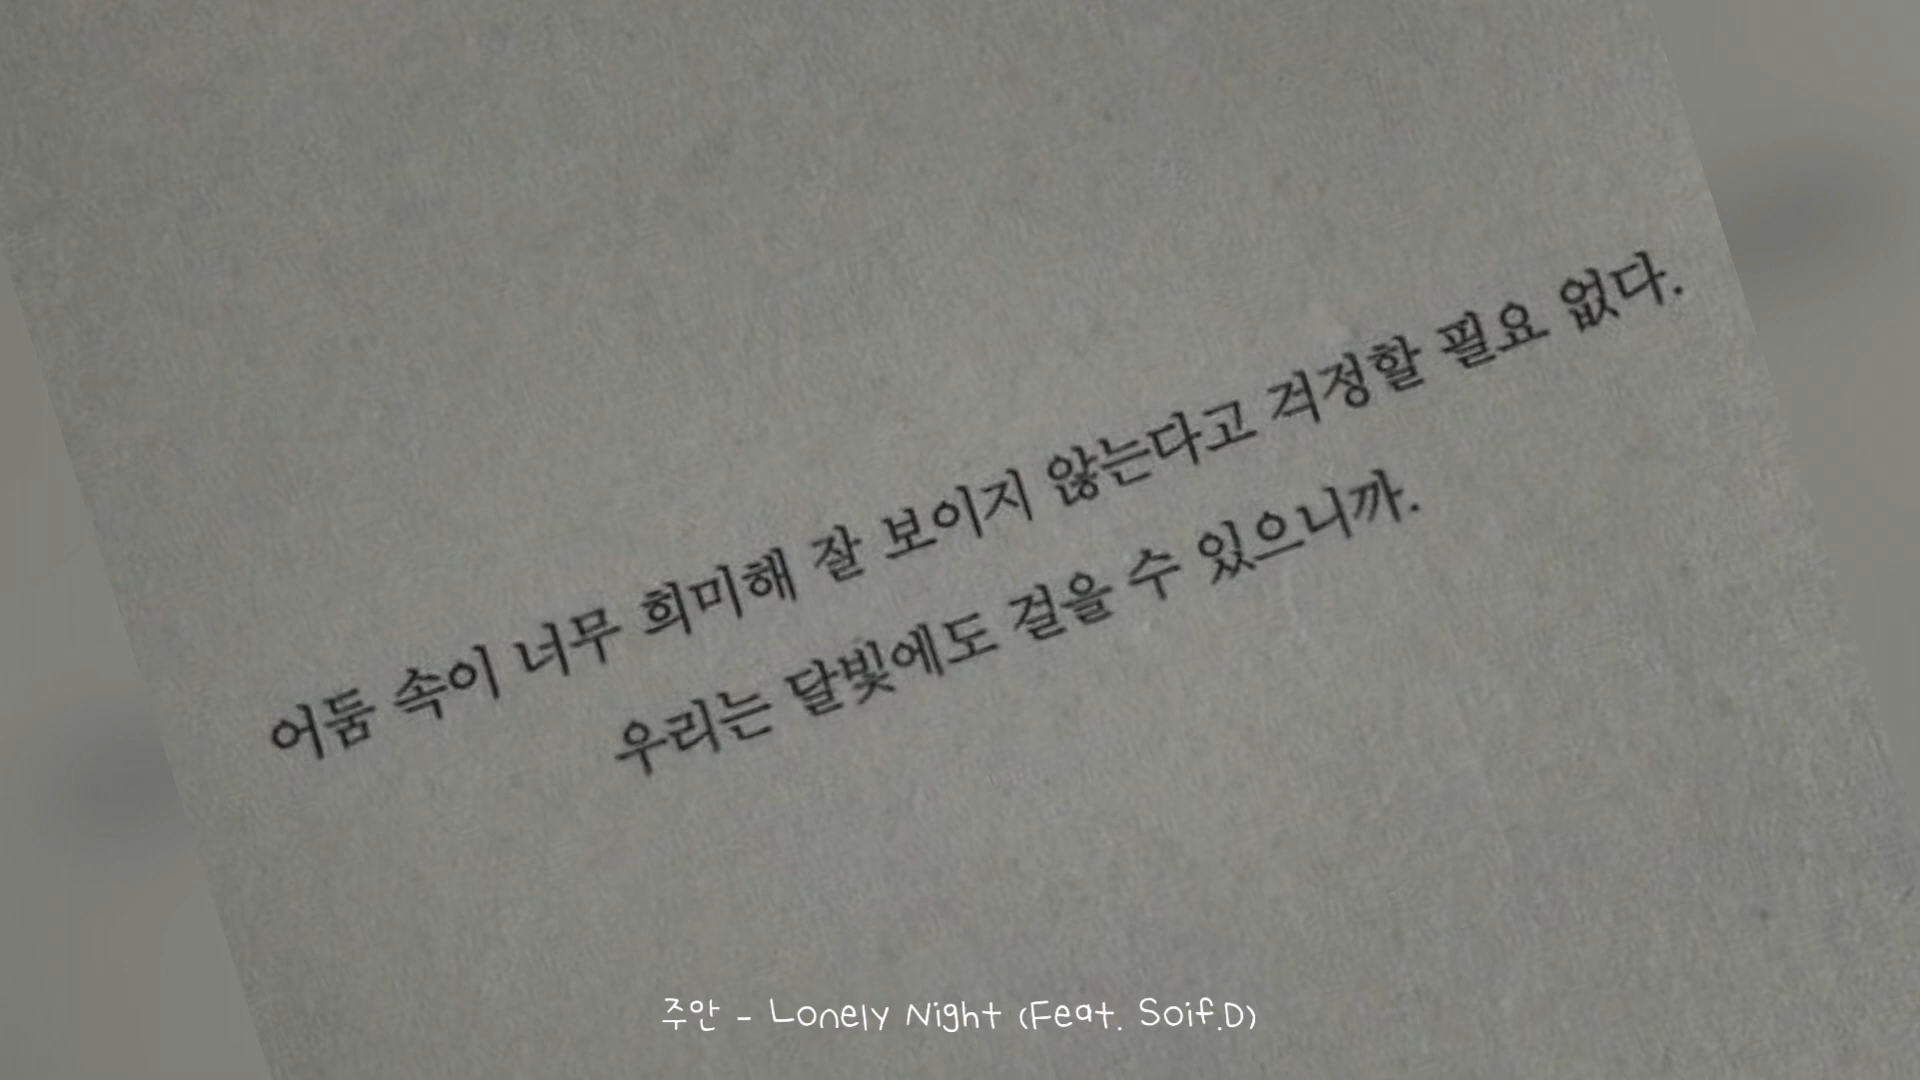 어둠 속이 너무 희미해 잘 보이지 않는다고 걱정할 필요 없다.
우리는 달빛에도 걸을 수 있으니까.
주안 - Lonely Night (Feat. Soif.D)